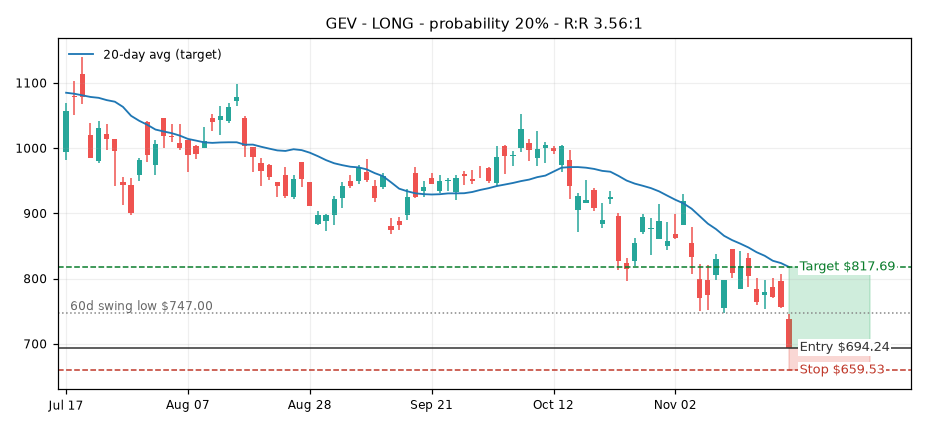 GEV - LONG - probability 20% - R:R 3.56:1
20-day avg (target)
1100
1000
900
800
700
60d swing low $747.00
Target $817.69
Entry $694.24
Stop $659.53
Jul 17
Aug 07
Aug 28
Sep 21
Oct 12
Nov 02